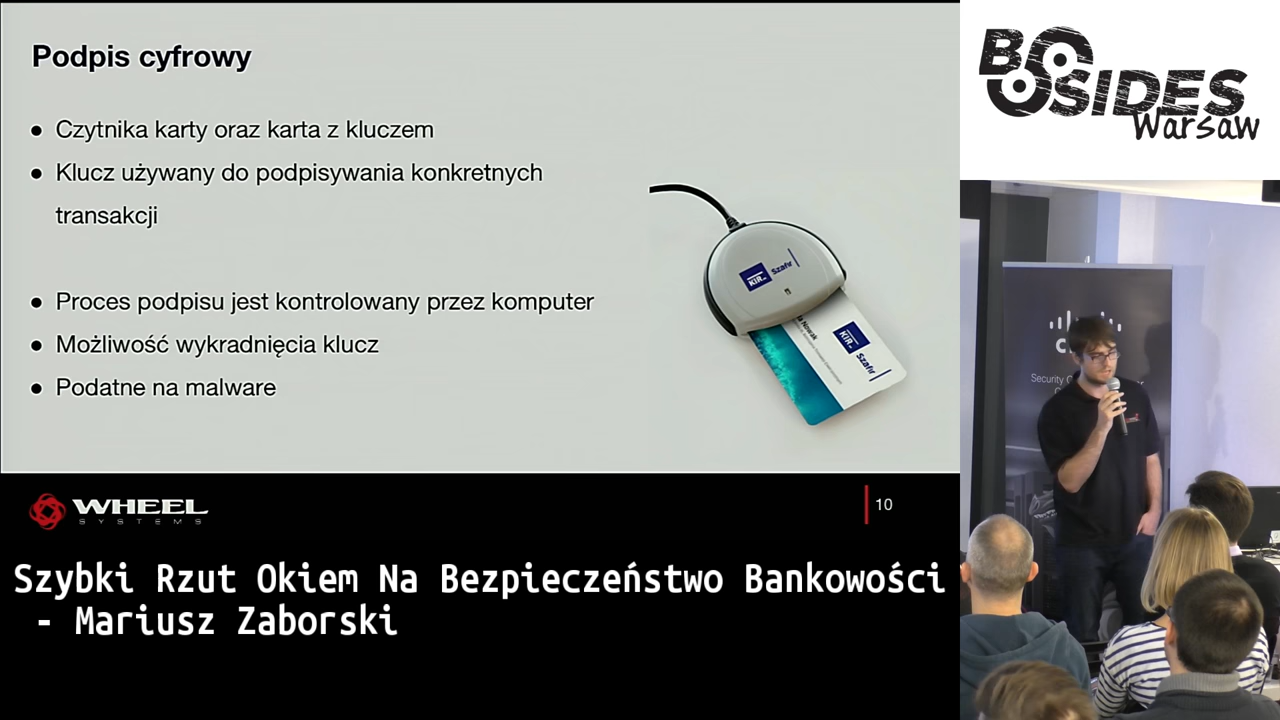 Podpis cyfrowy
● Czytnika karty oraz karta z kluczem
● Klucz używany do podpisywania konkretnych
transakcji
● Proces podpisu jest kontrolowany przez komputer
● Możliwość wykradnięcia klucz
● Podatne na malware
KIR
Szafir
Nowak
KIR
Szafir
WHEEL
SYSTEMS
10
Szybki Rzut Okiem Na Bezpieczeństwo Bankowości
- Mariusz Zaborski
BSIDES
Warsaw
Security